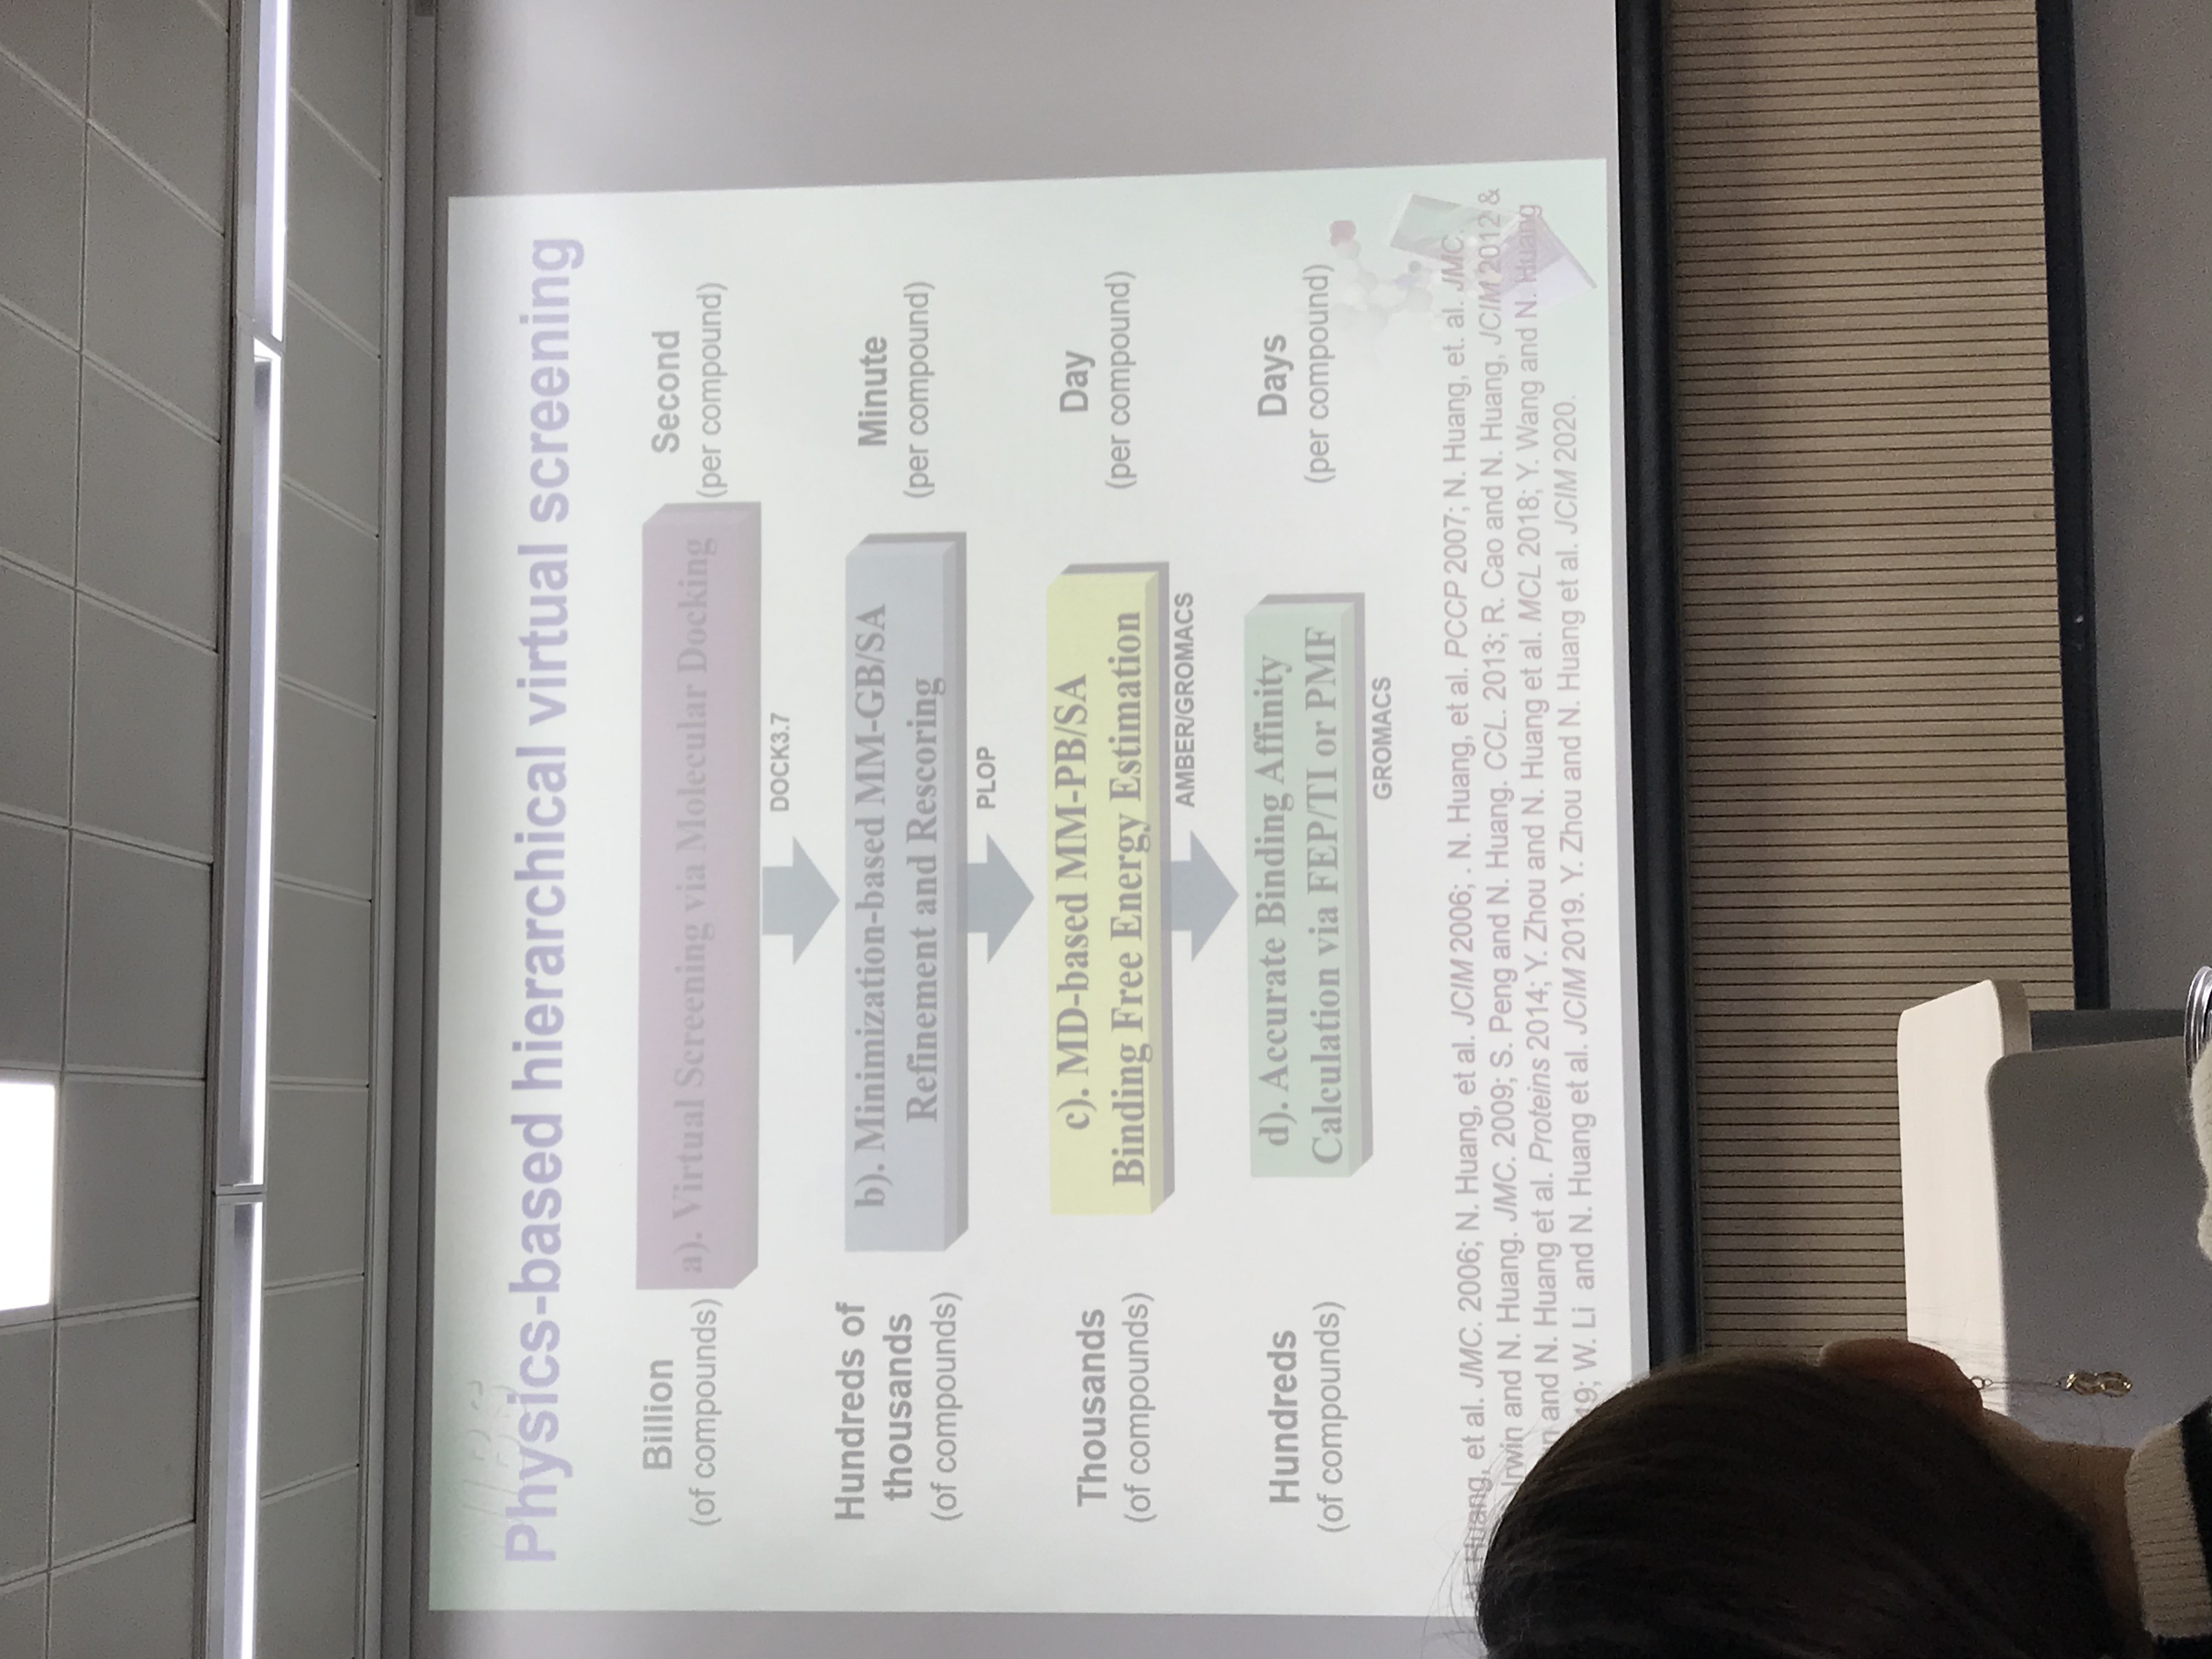 Physics-based hierarchical virtual screening
Billion
(of compounds)
a). Virtual Screening via Molecular Docking
Second
(per compound)
DOCK3.7
Hundreds of
thousands
(of compounds)
b). Minimization-based MM-GB/SA
Refinement and Rescoring
Minute
(per compound)
PLOP
Thousands
(of compounds)
c). MD-based MM-PB/SA
Binding Free Energy Estimation
Day
(per compound)
AMBER/GROMACS
Hundreds
(of compounds)
d). Accurate Binding Affinity
Calculation via FEP/TI or PMF
Days
(per compound)
GROMACS
Huang, et al. JMC. 2006; N. Huang, et al. JCIM 2006; . N. Huang, et al. PCCP 2007; N. Huang, et. al. JMC.
Irwin and N. Huang. JMC. 2009; S. Peng and N. Huang. CCL. 2013; R. Cao and N. Huang, JCIM 2012 &
and N. Huang et al. Proteins 2014; Y. Zhou and N. Huang et al. MCL 2018; Y. Wang and N. Huang
19; W. Li and N. Huang et al. JCIM 2019. Y. Zhou and N. Huang et al. JCIM 2020.